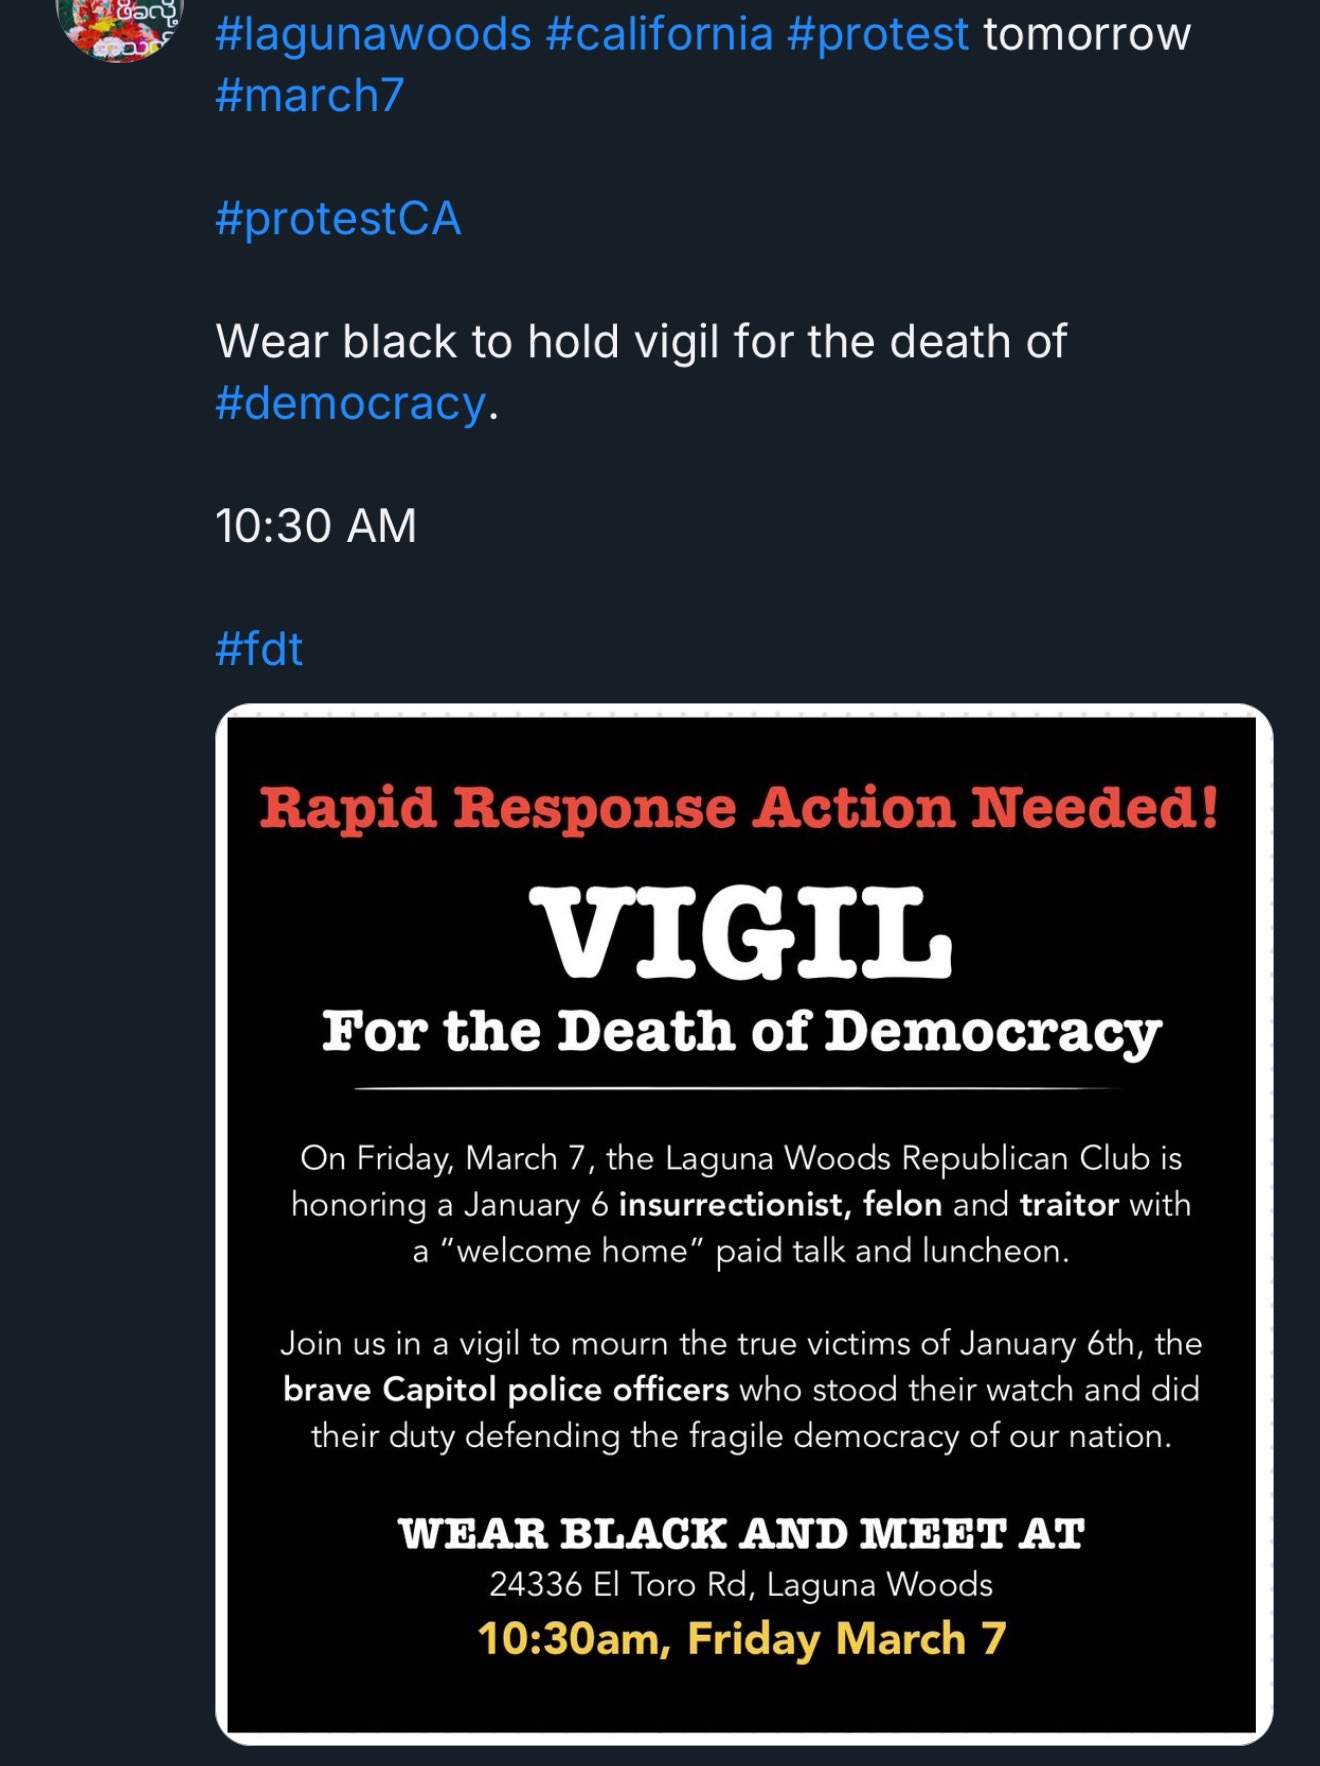 #lagunawoods #california #protest tomorrow
#march7
#protestCA
Wear black to hold vigil for the death of
#democracy.
10:30 AM
#fdt
Rapid Response Action Needed!
VIGIL
For the Death of Democracy
On Friday, March 7, the Laguna Woods Republican Club is
honoring a January 6 insurrectionist, felon and traitor with
a “welcome home” paid talk and luncheon.
Join us in a vigil to mourn the true victims of January 6th, the
brave Capitol police officers who stood their watch and did
their duty defending the fragile democracy of our nation.
WEAR BLACK AND MEET AT
24336 El Toro Rd, Laguna Woods
10:30am, Friday March 7